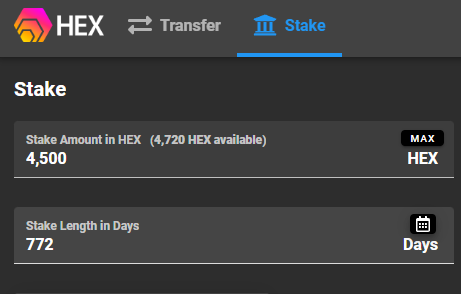 HEX Transfer Stake
Stake
Stake Amount in HEX (4,720 HEX available) MAX
4,500 HEX
Stake Length in Days
772 Days